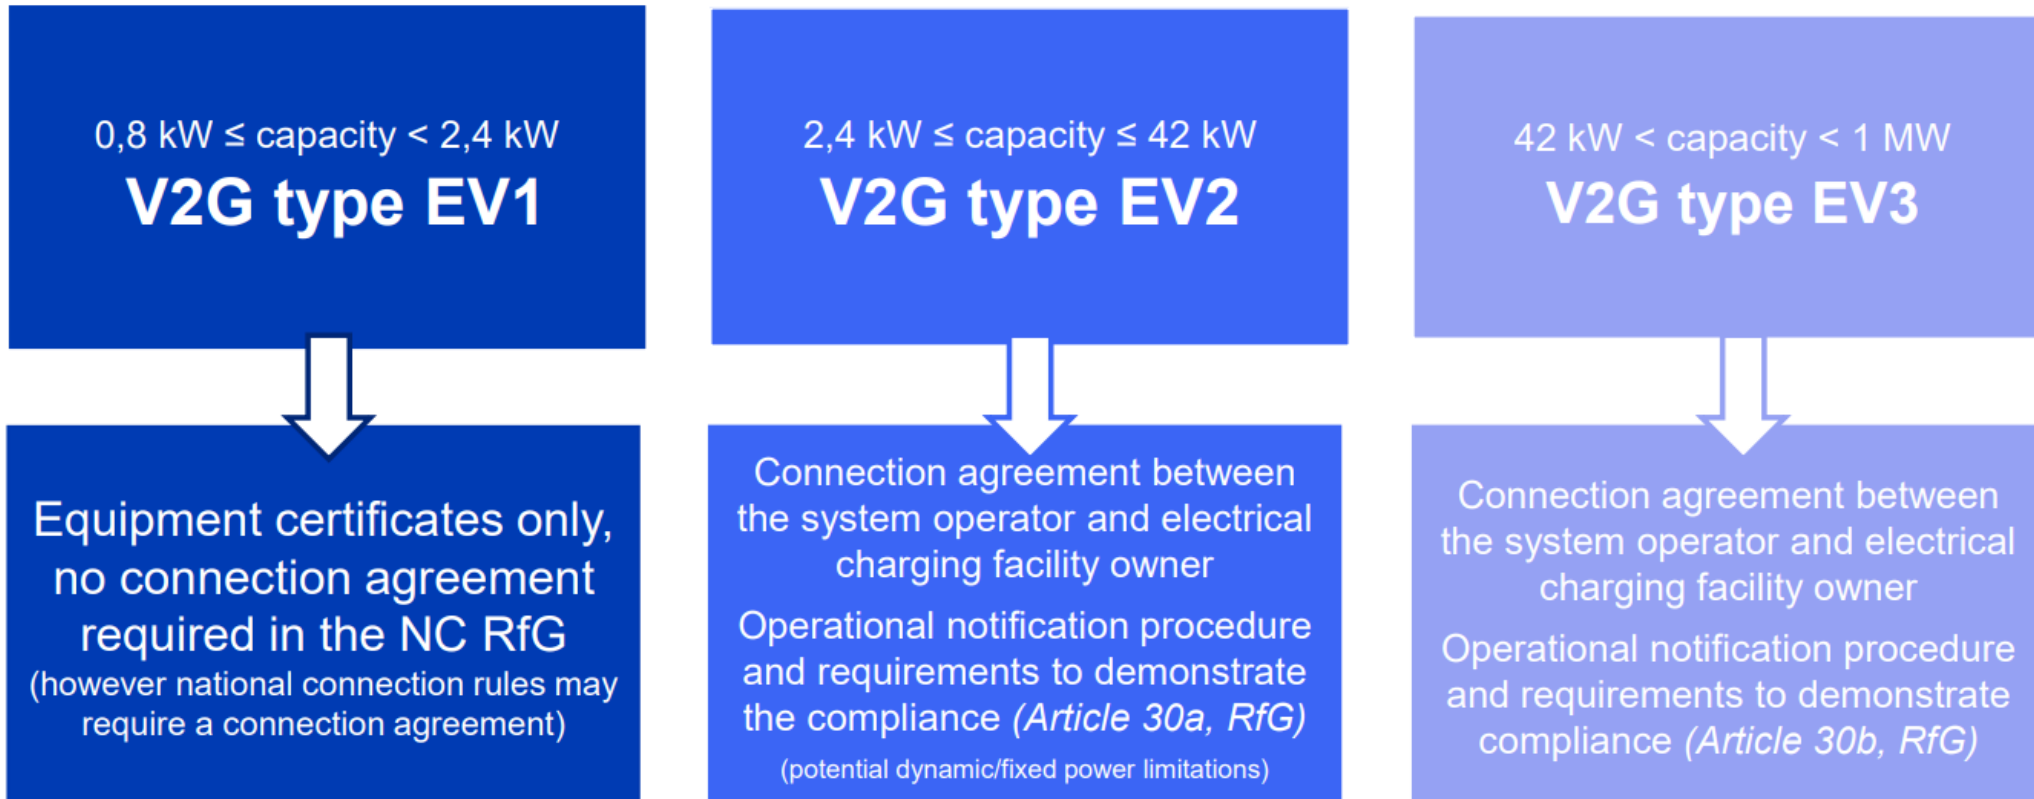 0,8 kW ≤ capacity < 2,4 kW
V2G type EV1
Equipment certificates only,
no connection agreement
required in the NC RfG
(however national connection rules may
require a connection agreement)
2,4 kW ≤ capacity ≤ 42 kW
V2G type EV2
Connection agreement between
the system operator and electrical
charging facility owner
Operational notification procedure
and requirements to demonstrate
the compliance (Article 30a, RfG)
(potential dynamic/fixed power limitations)
42 kW < capacity < 1 MW
V2G type EV3
Connection agreement between
the system operator and electrical
charging facility owner
Operational notification procedure
and requirements to demonstrate
compliance (Article 30b, RfG)